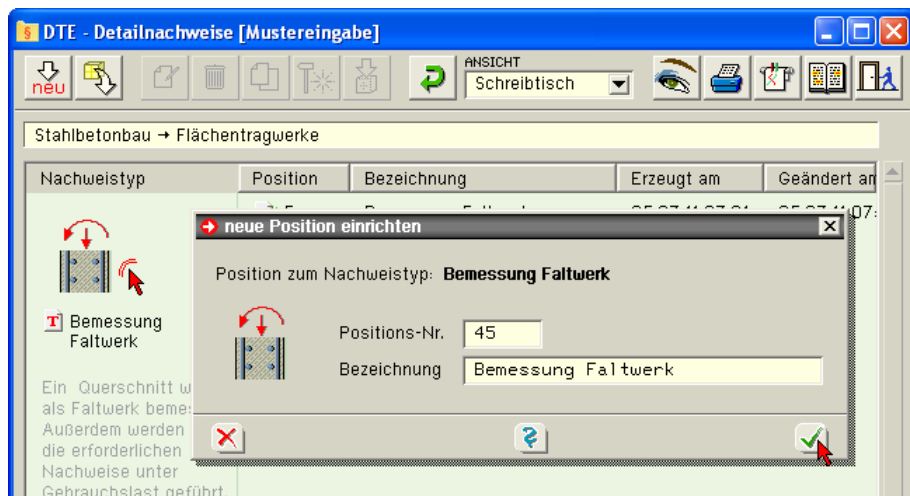 DTE - Detailnachweise [Mustereingabe]
neu
ANSICHT
Schreibtisch
Stahlbetonbau → Flächentragwerke
Nachweistyp Position Bezeichnung Erzeugt am Geändert am
neue Position einrichten
Position zum Nachweistyp: Bemessung Faltwerk
Positions-Nr. 45
Bezeichnung Bemessung Faltwerk
T Bemessung
Faltwerk
Ein Querschnitt w
als Faltwerk beme
Außerdem werden
die erforderlichen
Nachweise unter
Gebrauchslast geführt.